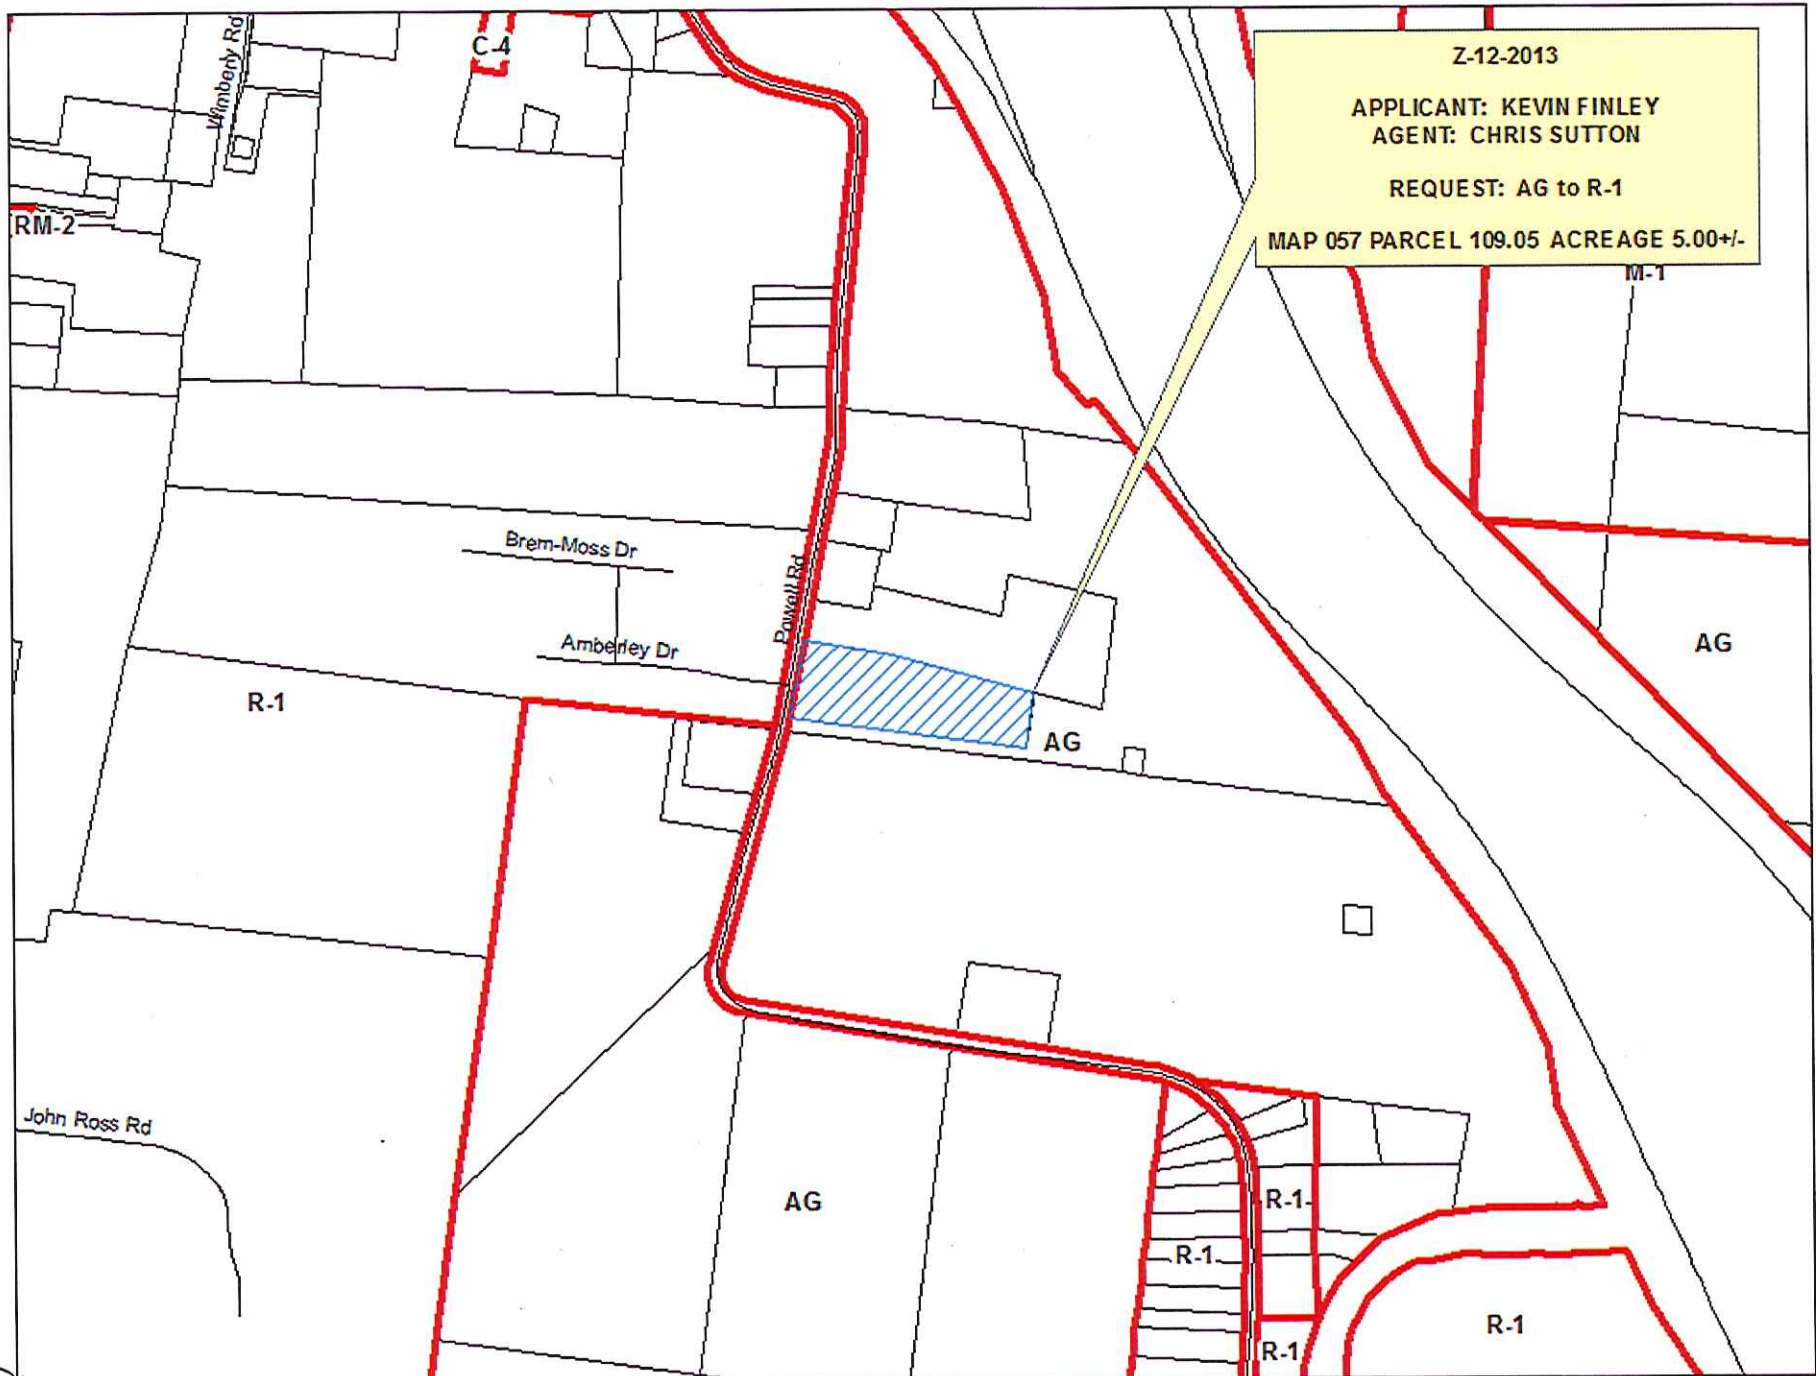 Wimberly Rd
C-4
Z-12-2013
APPLICANT: KEVIN FINLEY
AGENT: CHRIS SUTTON
REQUEST: AG to R-1
MAP 057 PARCEL 109.05 ACREAGE 5.00+/-
RM-2
M-1
Brem-Moss Dr
Powell Rd
Amberley Dr
AG
R-1
AG
John Ross Rd
AG
R-1
R-1
R-1
R-1